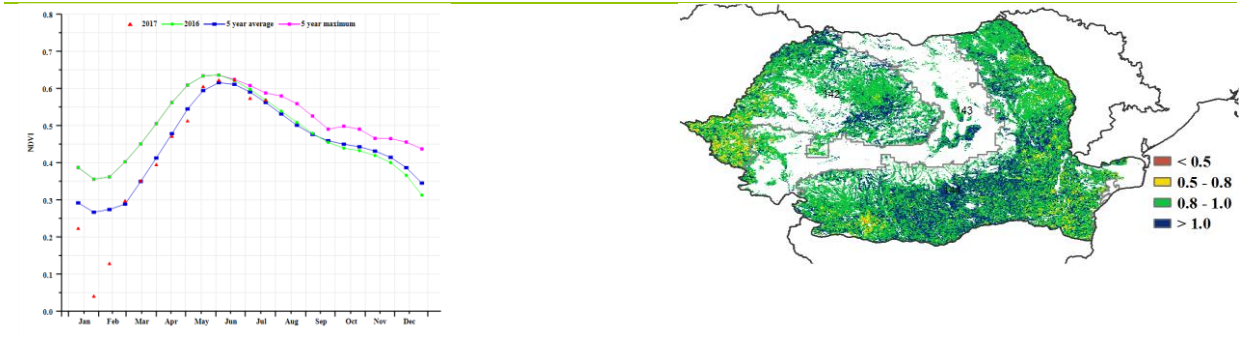 2017 2016 5 year average 5 year maximum
0.8
0.7
0.6
0.5
0.4
0.3
0.2
0.1
0.0
NDVI
Jan Feb Mar Apr May Jun Jul Aug Sep Oct Nov Dec
143
< 0.5
0.5 - 0.8
0.8 - 1.0
> 1.0